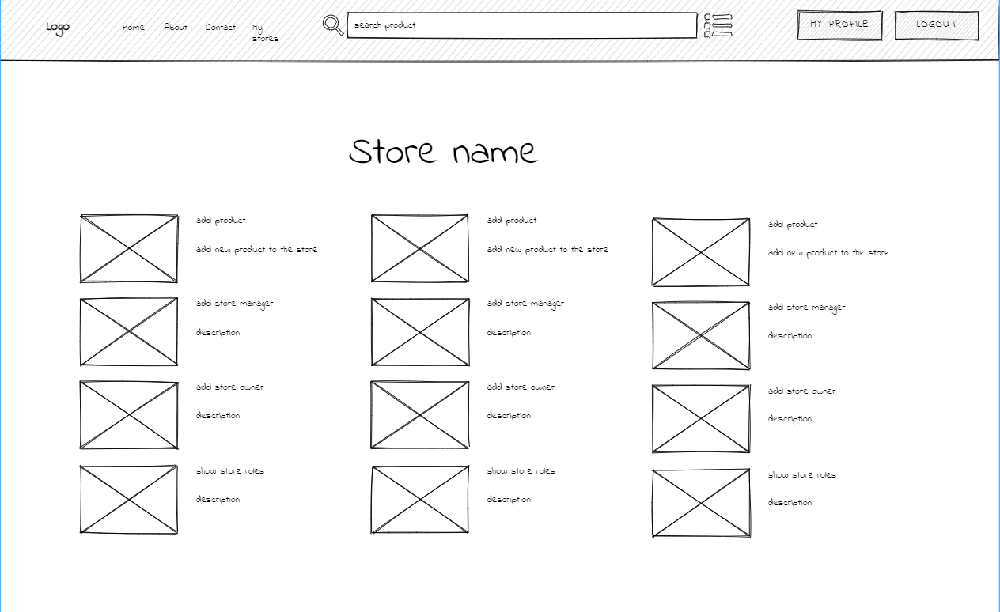 Logo
Home
About
Contact
My
stores
search product
MY PROFILE
LOGOUT
Store name
add product
add new product to the store
add store manager
description
add store owner
description
show store roles
description
add product
add new product to the store
add store manager
description
add store owner
description
show store roles
description
add product
add new product to the store
add store manager
description
add store owner
description
show store roles
description